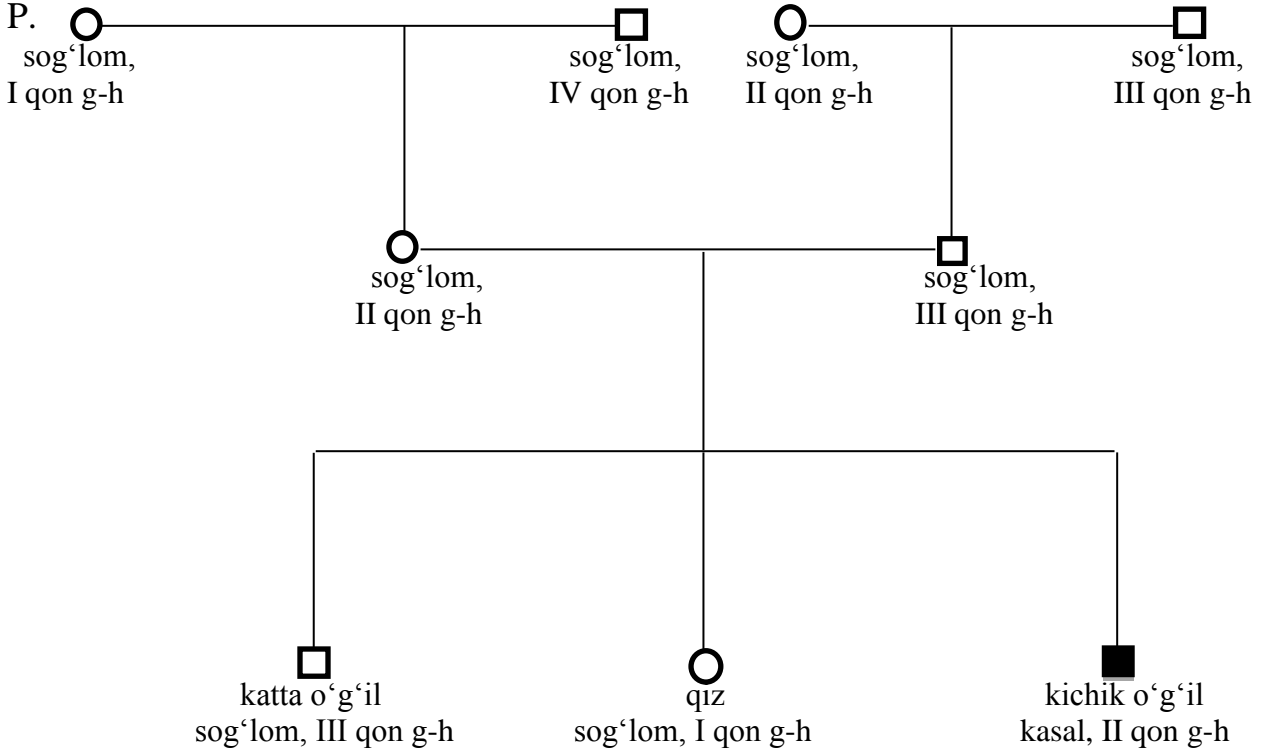 P.
sog‘lom,
I qon g-h
sog‘lom,
IV qon g-h
sog‘lom,
II qon g-h
sog‘lom,
III qon g-h
sog‘lom,
II qon g-h
sog‘lom,
III qon g-h
katta o‘g‘il
sog‘lom, III qon g-h
qız
sog‘lom, I qon g-h
kichik o‘g‘il
kasal, II qon g-h